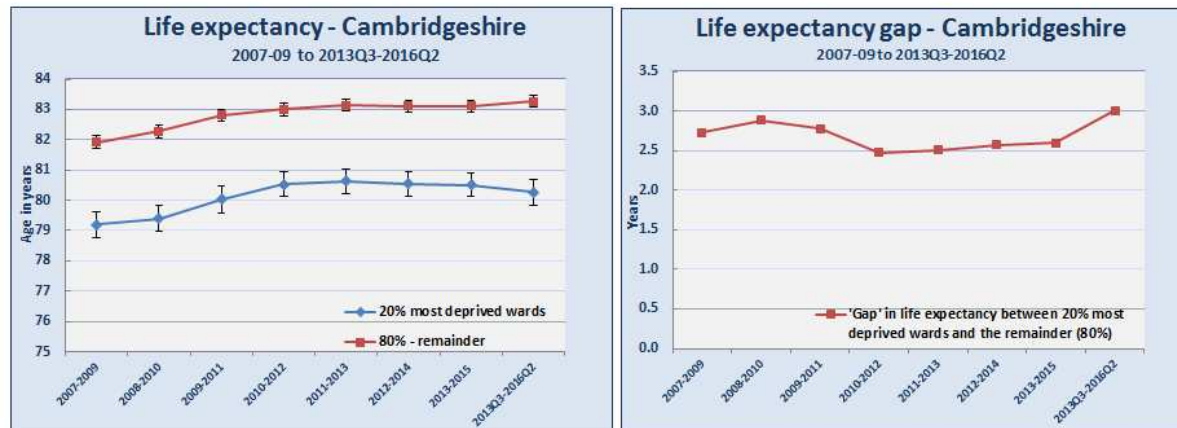 Life expectancy - Cambridgeshire
2007-09 to 2013Q3-2016Q2
Age in years
84
83
82
81
80
79
78
77
76
75
20% most deprived wards
80% - remainder
2007-2009
2008-2010
2009-2011
2010-2012
2011-2013
2012-2014
2013-2015
2013Q3-2016Q2
Life expectancy gap - Cambridgeshire
2007-09 to 2013Q3-2016Q2
Years
3.5
3.0
2.5
2.0
1.5
1.0
0.5
0.0
'Gap' in life expectancy between 20% most
deprived wards and the remainder (80%)
2007-2009
2008-2010
2009-2011
2010-2012
2011-2013
2012-2014
2013-2015
2013Q3-2016Q2